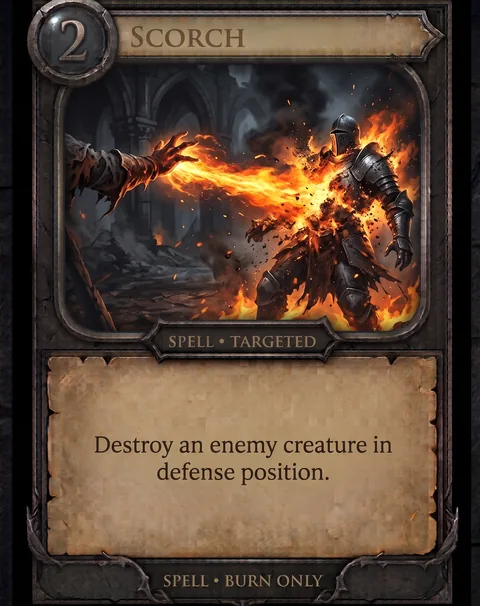 2
SCORCH
SPELL • TARGETED
Destroy an enemy creature in
defense position.
SPELL • BURN ONLY